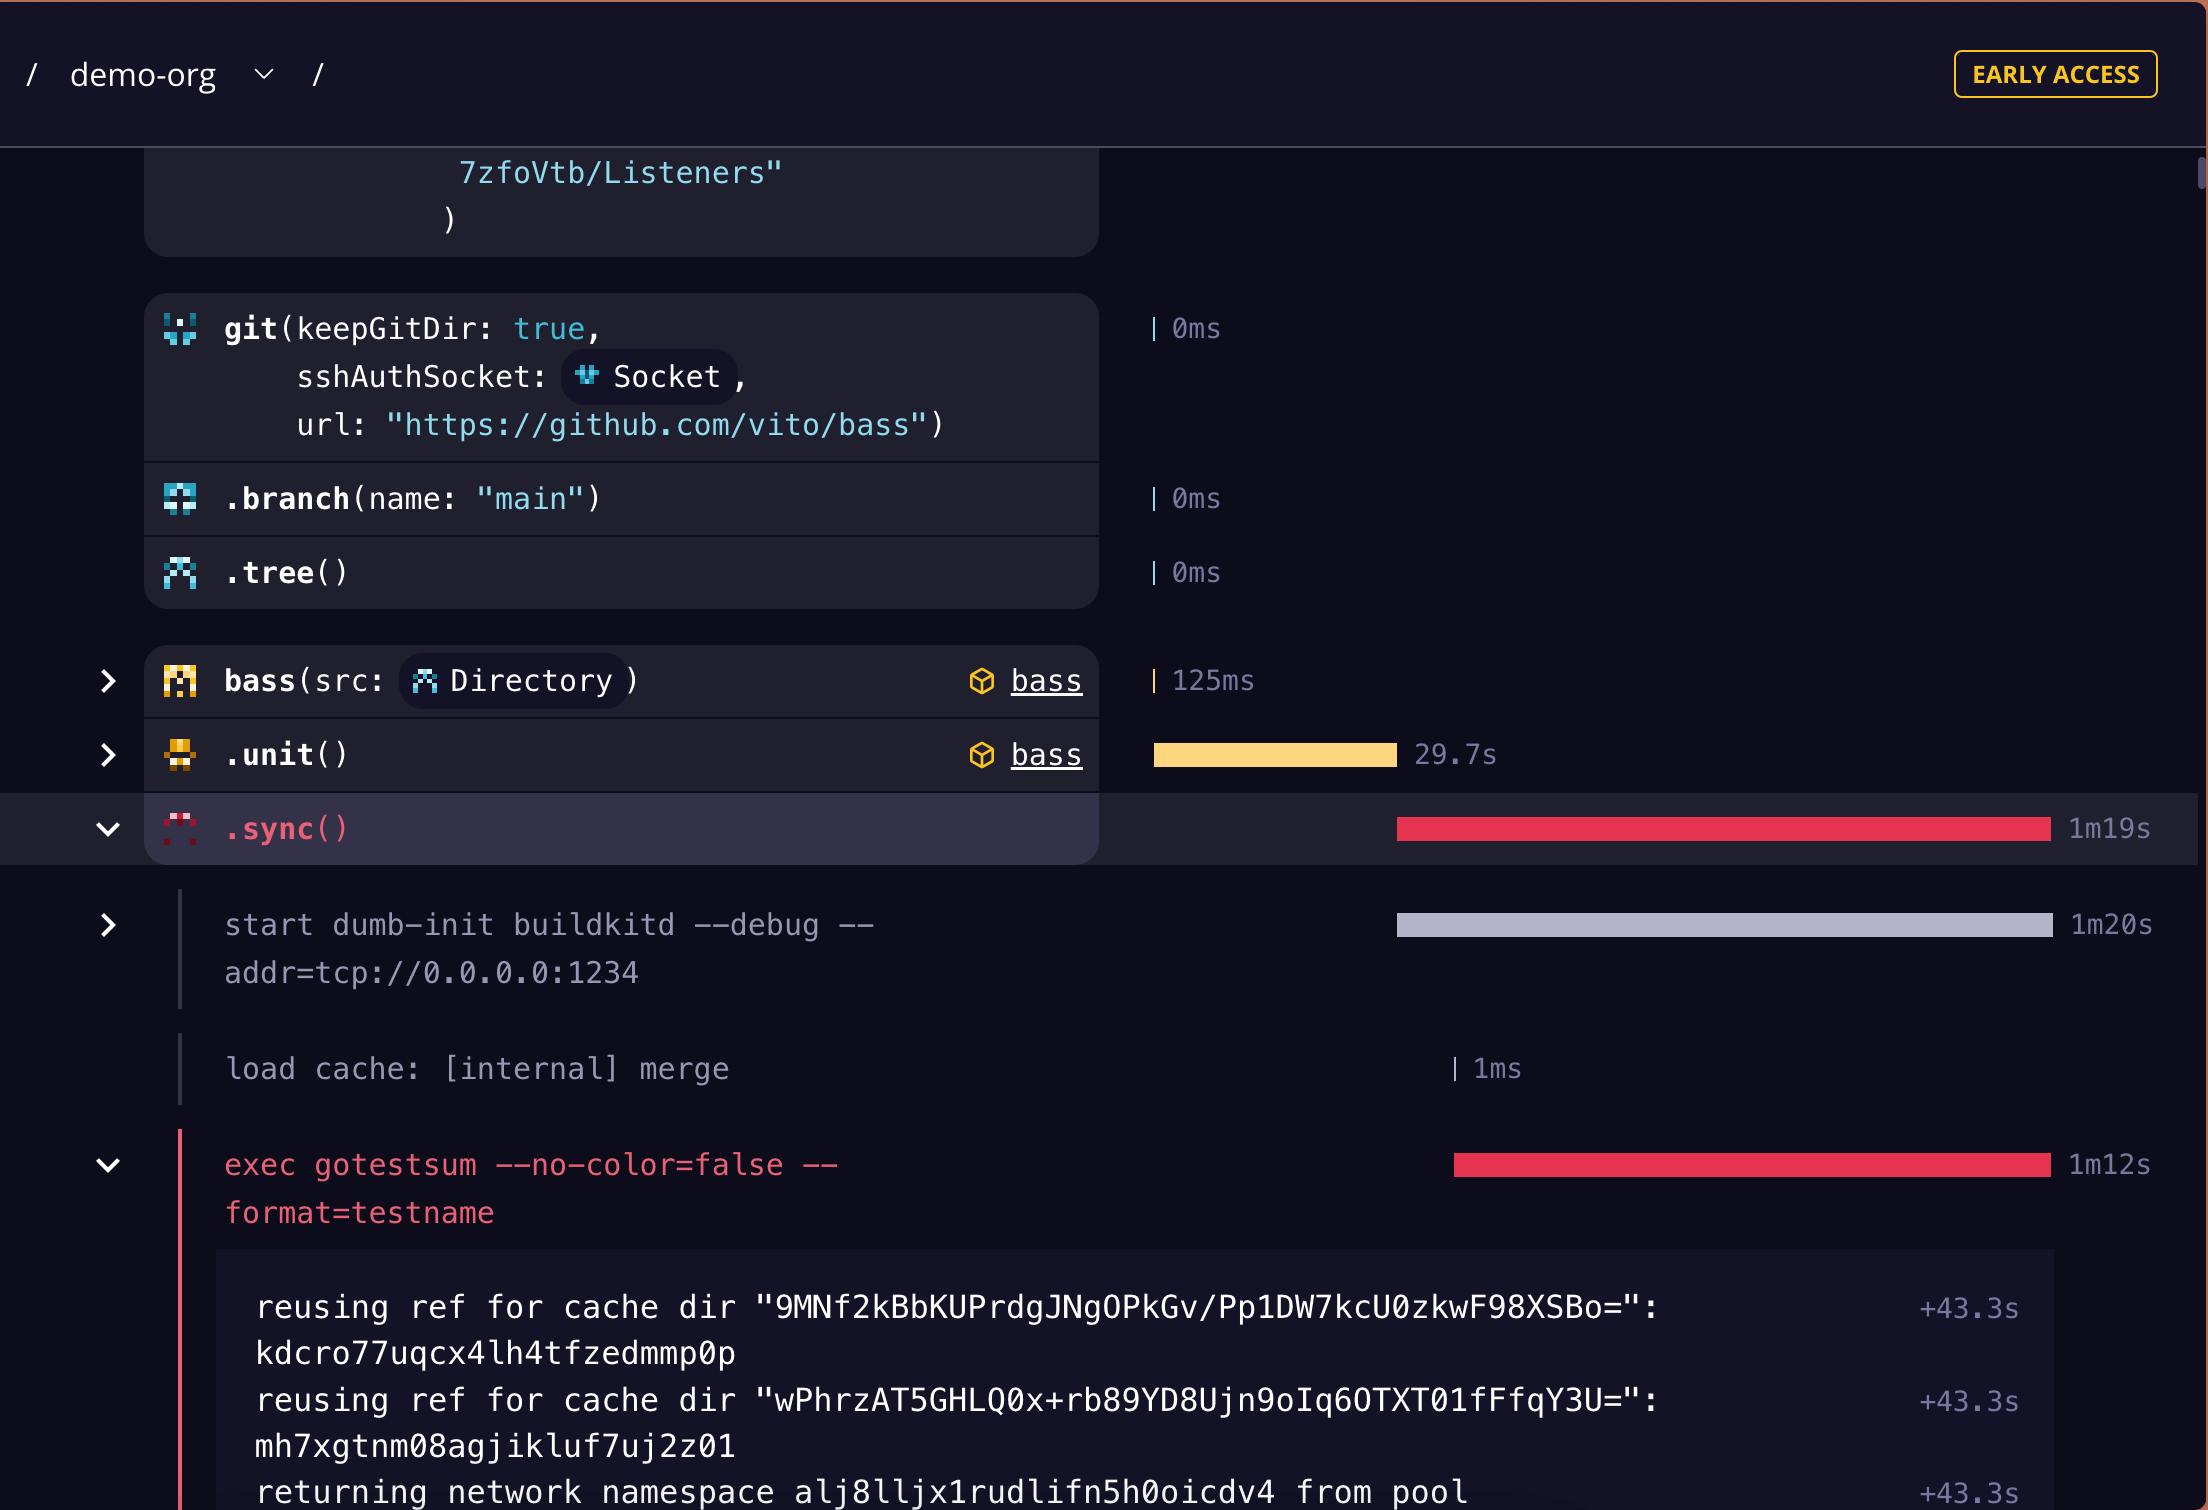 / demo-org /
EARLY ACCESS
7zfoVtb/Listeners"
)
git(keepGitDir: true,
0ms
sshAuthSocket: Socket,
url: "https://github.com/vito/bass")
.branch(name: "main")
0ms
.tree()
0ms
bass(src: Directory)
bass
125ms
.unit()
bass
29.7s
.sync()
1m19s
start dumb-init buildkitd --debug --
1m20s
addr=tcp://0.0.0.0:1234
load cache: [internal] merge
1ms
exec gotestsum --no-color=false --
1m12s
format=testname
reusing ref for cache dir "9MNf2kBbKUPrdgJNgOPkGv/Pp1DW7kcU0zkwF98XSBo=":
+43.3s
kdcro77uqcx4lh4tfzedmmp0p
reusing ref for cache dir "wPhrzAT5GHLQ0x+rb89YD8Ujn9oIq6OTXT01fFfqY3U=":
+43.3s
mh7xgtnm08agjikluf7uj2z01
returning network namespace alj8lljx1rudlifn5h0oicdv4 from pool
+43.3s